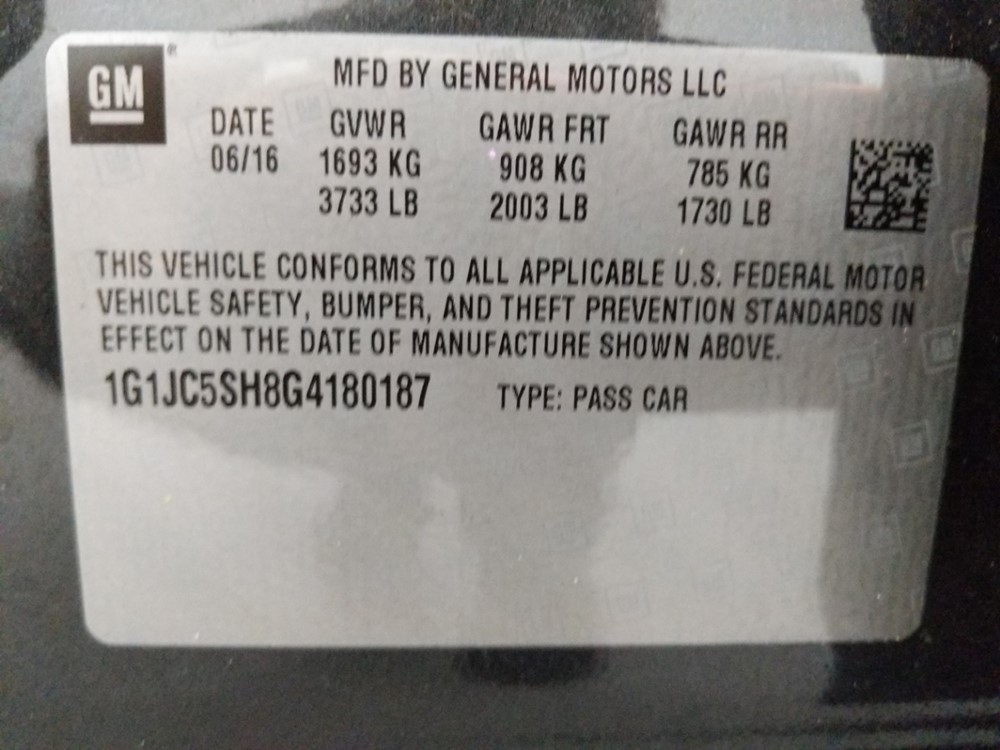 GM ®
MFD BY GENERAL MOTORS LLC
DATE GVWR GAWR FRT GAWR RR
06/16 1693 KG 908 KG 785 KG
3733 LB 2003 LB 1730 LB
THIS VEHICLE CONFORMS TO ALL APPLICABLE U.S. FEDERAL MOTOR
VEHICLE SAFETY, BUMPER, AND THEFT PREVENTION STANDARDS IN
EFFECT ON THE DATE OF MANUFACTURE SHOWN ABOVE.
1G1JC5SH8G4180187 TYPE: PASS CAR